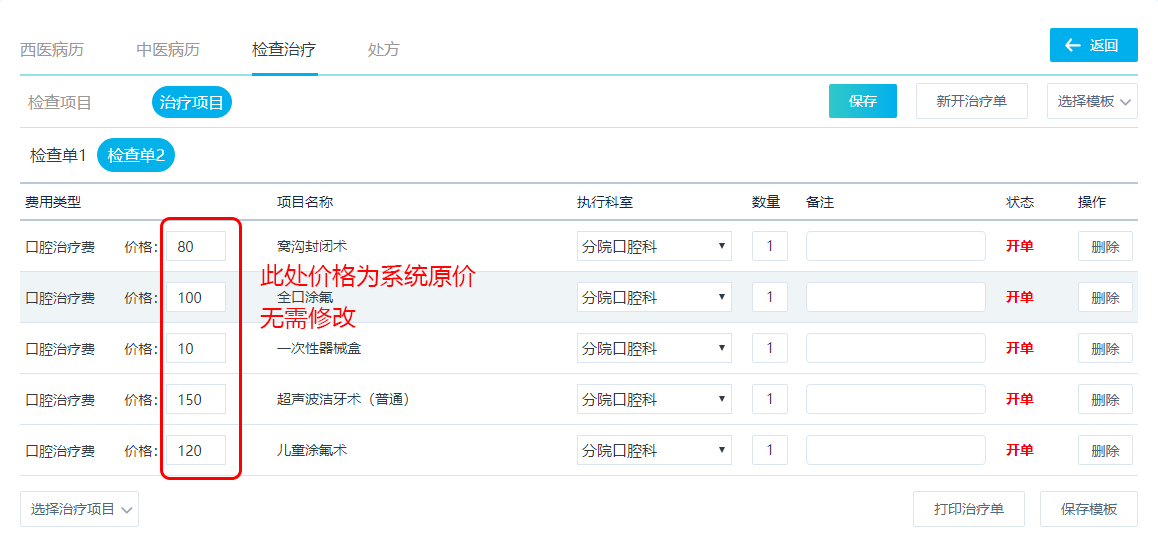 西医病历 中医病历 检查治疗 处方 返回
检查项目 治疗项目 保存 新开治疗单 选择模板
检查单1 检查单2
费用类型 项目名称 执行科室 数量 备注 状态 操作
口腔治疗费 价格: 80 窝沟封闭术 分院口腔科 1 开单 删除
此处价格为系统原价
口腔治疗费 价格: 100 全口涂氟 分院口腔科 1 开单 删除
无需修改
口腔治疗费 价格: 10 一次性器械盒 分院口腔科 1 开单 删除
口腔治疗费 价格: 150 超声波洁牙术（普通） 分院口腔科 1 开单 删除
口腔治疗费 价格: 120 儿童涂氟术 分院口腔科 1 开单 删除
选择治疗项目 打印治疗单 保存模板